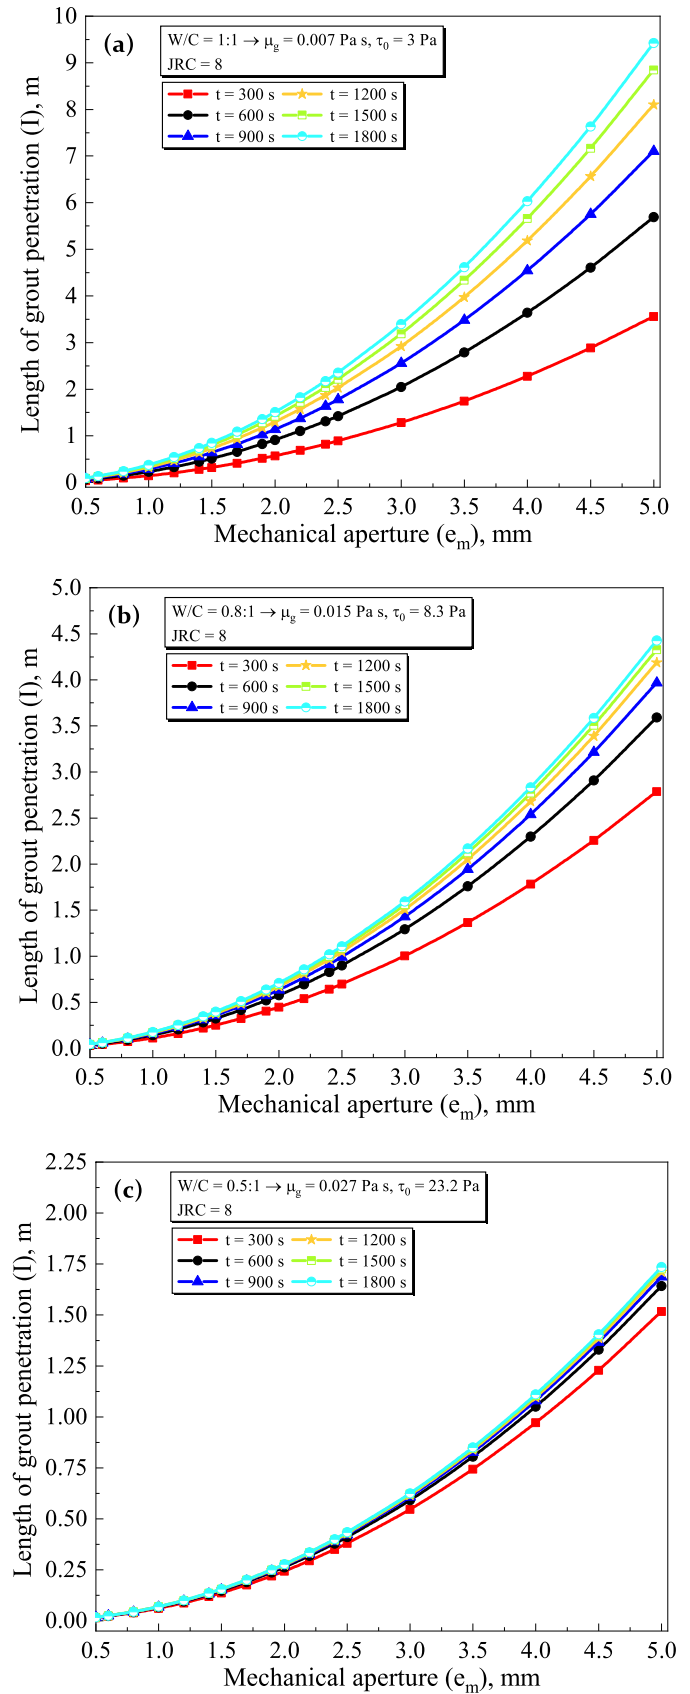 (a)
W/C = 1:1 → μg = 0.007 Pa s, τ0 = 3 Pa
JRC = 8
t = 300 s t = 1200 s
t = 600 s t = 1500 s
t = 900 s t = 1800 s
Length of grout penetration (I), m
10
9
8
7
6
5
4
3
2
1
0
0.5 1.0 1.5 2.0 2.5 3.0 3.5 4.0 4.5 5.0
Mechanical aperture (em), mm
(b)
W/C = 0.8:1 → μg = 0.015 Pa s, τ0 = 8.3 Pa
JRC = 8
t = 300 s t = 1200 s
t = 600 s t = 1500 s
t = 900 s t = 1800 s
Length of grout penetration (I), m
5.0
4.5
4.0
3.5
3.0
2.5
2.0
1.5
1.0
0.5
0.0
0.5 1.0 1.5 2.0 2.5 3.0 3.5 4.0 4.5 5.0
Mechanical aperture (em), mm
(c)
W/C = 0.5:1 → μg = 0.027 Pa s, τ0 = 23.2 Pa
JRC = 8
t = 300 s t = 1200 s
t = 600 s t = 1500 s
t = 900 s t = 1800 s
Length of grout penetration (I), m
2.25
2.00
1.75
1.50
1.25
1.00
0.75
0.50
0.25
0.00
0.5 1.0 1.5 2.0 2.5 3.0 3.5 4.0 4.5 5.0
Mechanical aperture (em), mm